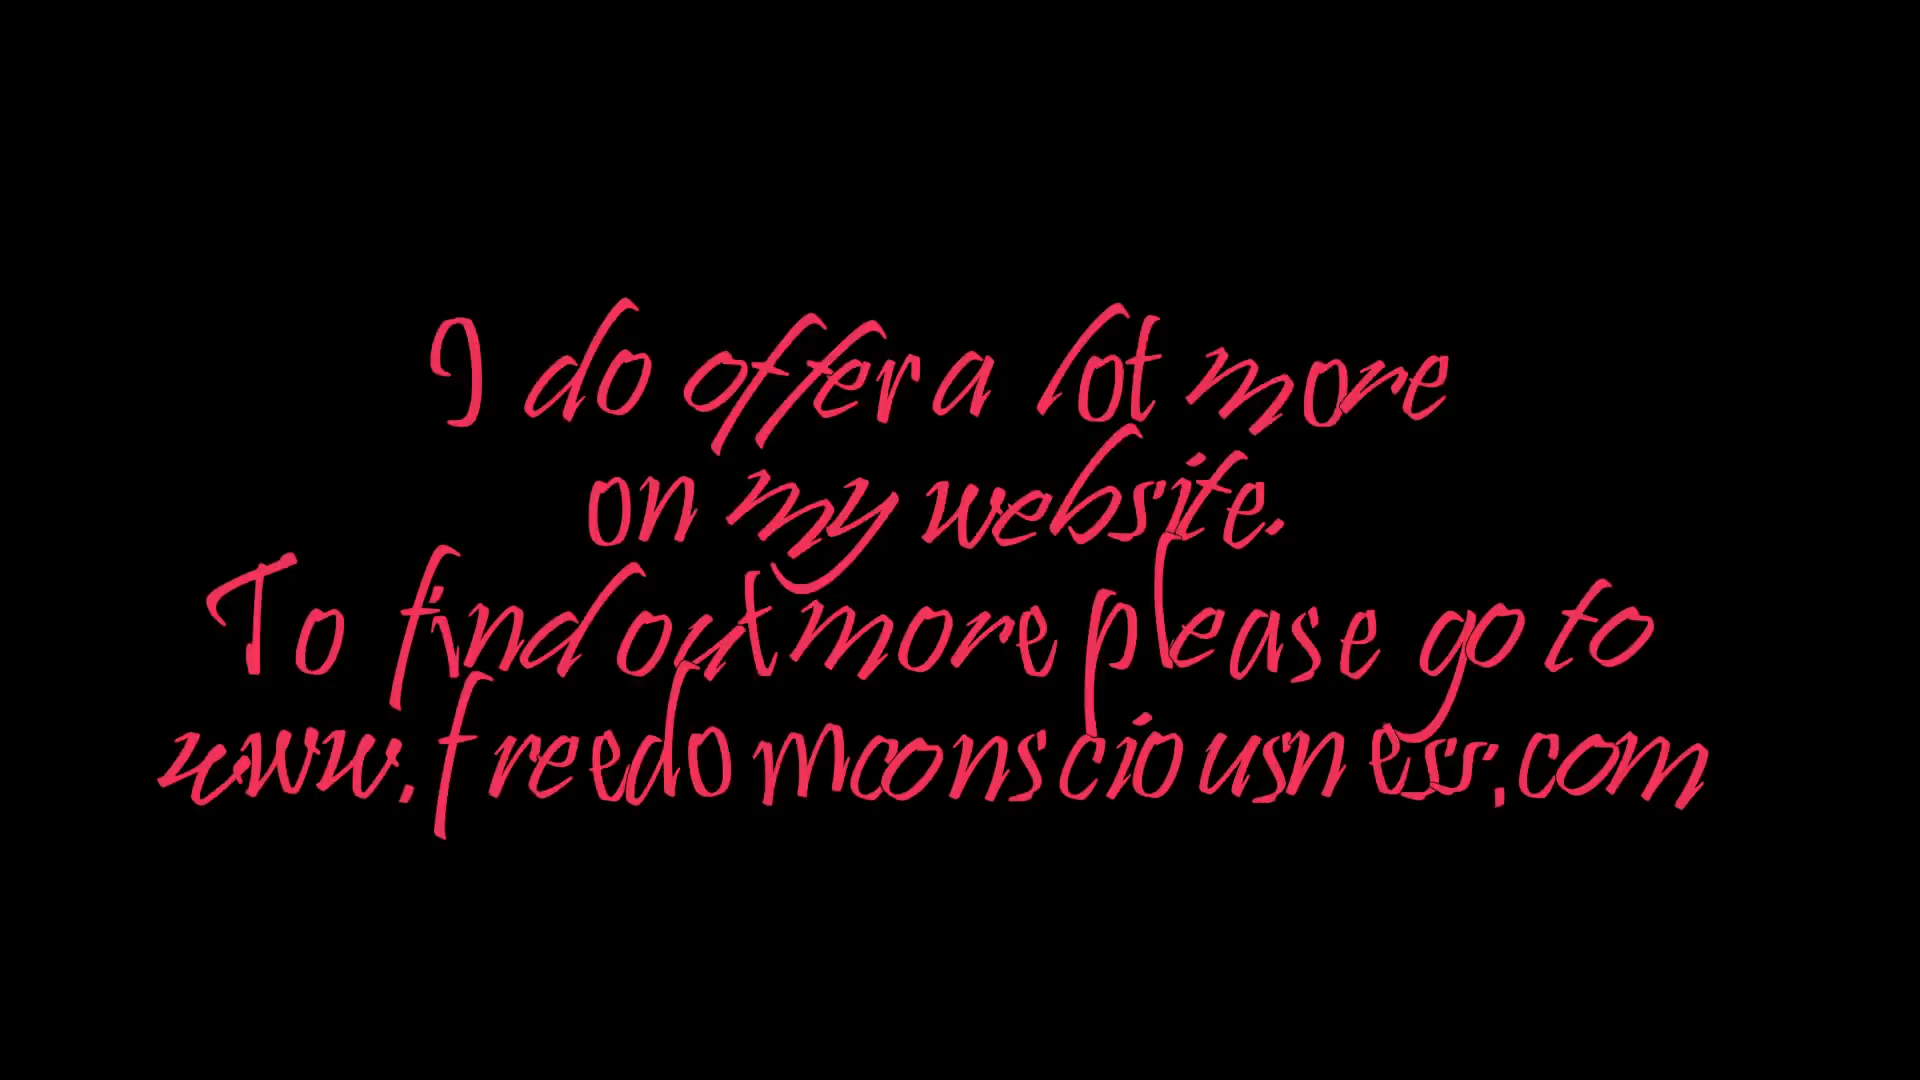 I do offer a lot more
on my website.
To find out more please go to
www.freedomconsciousness.com